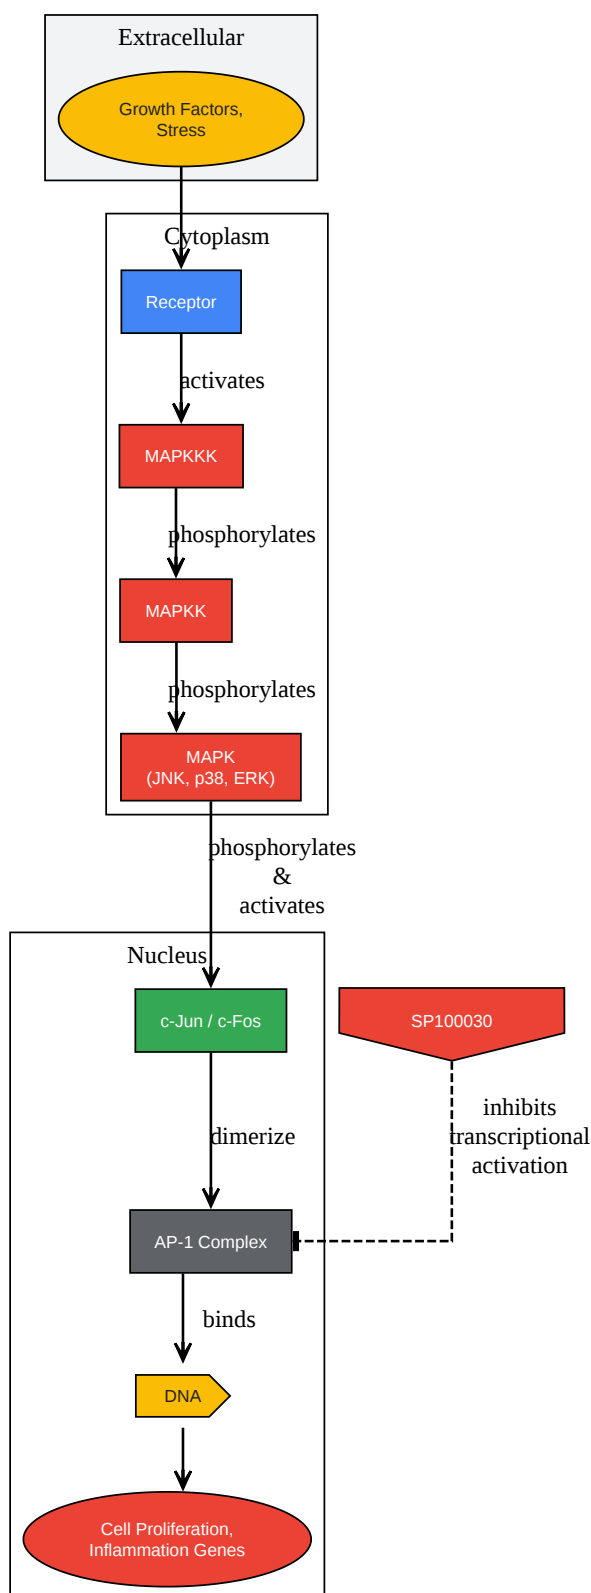 Extracellular
Growth Factors,
Stress
Cytoplasm
Receptor
activates
MAPKKK
phosphorylates
MAPKK
phosphorylates
MAPK
(JNK, p38, ERK)
phosphorylates
&
activates
Nucleus
c-Jun / c-Fos
SP100030
dimerize
inhibits
transcriptional
activation
AP-1 Complex
binds
DNA
Cell Proliferation,
Inflammation Genes